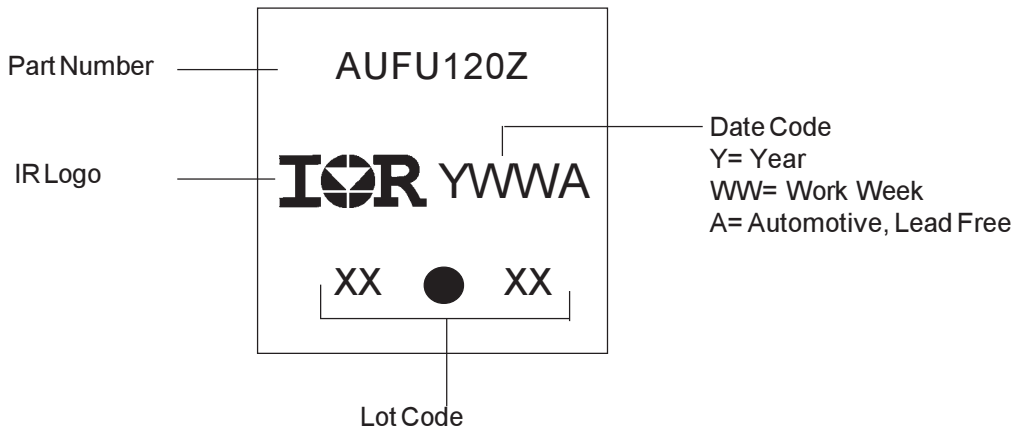 Part Number
AUFU120Z
IR Logo
IOR YWWA
Date Code
Y= Year
WW= Work Week
A= Automotive, Lead Free
XX XX
Lot Code